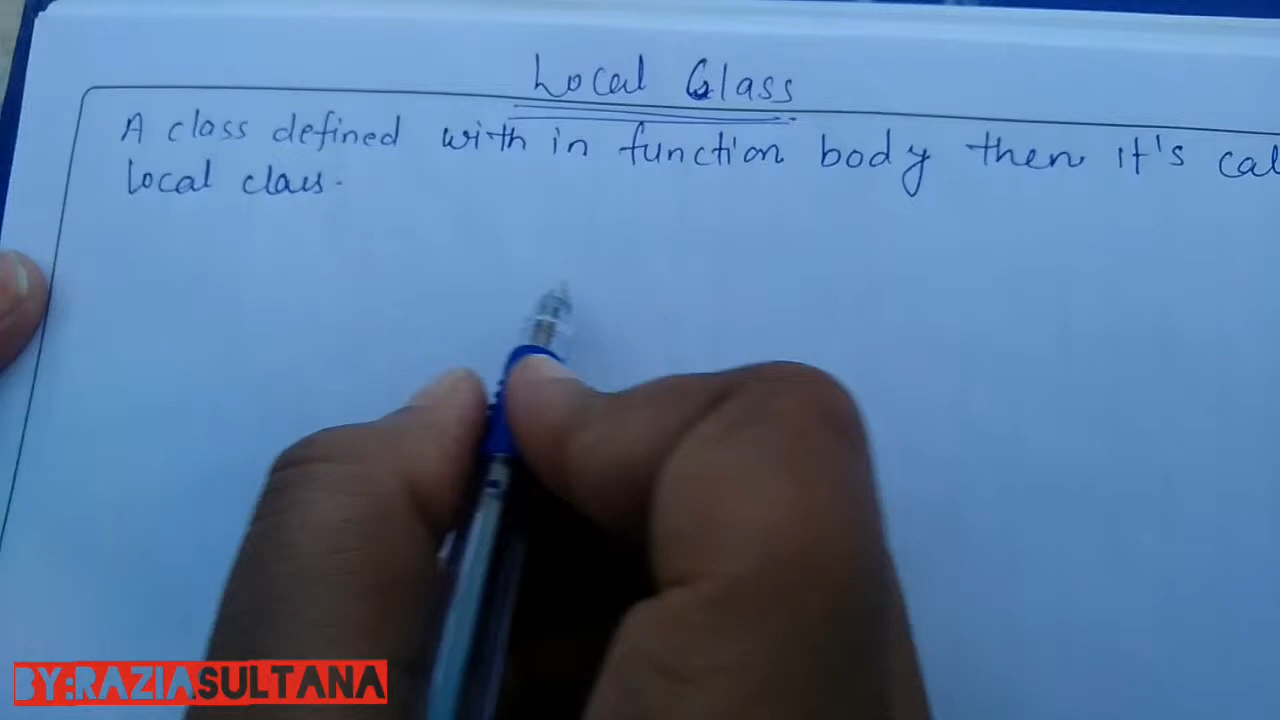 Local Class
A class defined with in function body then it's cal
local class.
BY:RAZIASULTANA